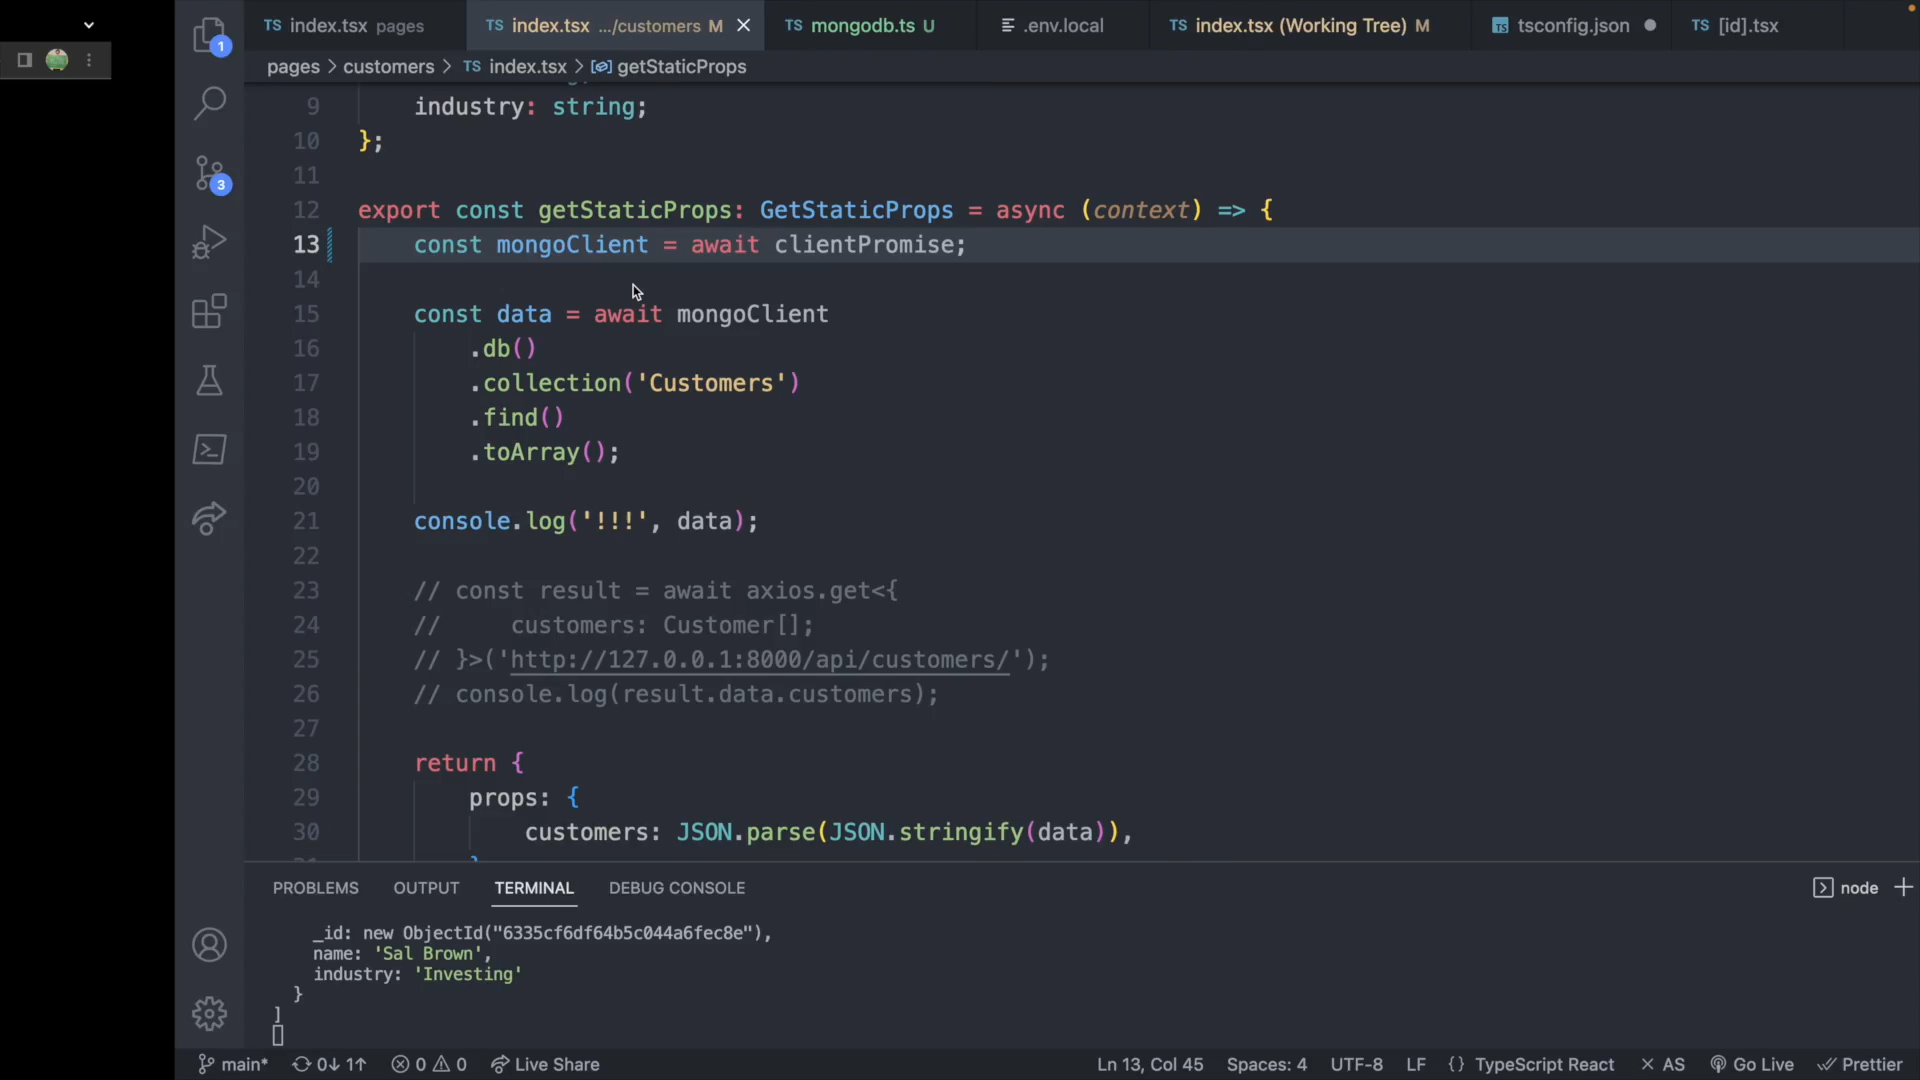 TS index.tsx pages
TS index.tsx .../customers M
TS mongodb.ts U
.env.local
TS index.tsx (Working Tree) M
TS tsconfig.json
TS [id].tsx
pages > customers > TS index.tsx > getStaticProps
9 industry: string;
10 };
11
12 export const getStaticProps: GetStaticProps = async (context) => {
13 const mongoClient = await clientPromise;
14
15 const data = await mongoClient
16 .db()
17 .collection('Customers')
18 .find()
19 .toArray();
20
21 console.log('!!!', data);
22
23 // const result = await axios.get<{
24 // customers: Customer[];
25 // }>('http://127.0.0.1:8000/api/customers/');
26 // console.log(result.data.customers);
27
28 return {
29 props: {
30 customers: JSON.parse(JSON.stringify(data)),
1
3
PROBLEMS OUTPUT TERMINAL DEBUG CONSOLE
node
_id: new ObjectId("6335cf6df64b5c044a6fec8e"),
name: 'Sal Brown',
industry: 'Investing'
}
]
main* 0↓ 1↑ 0 0 Live Share Ln 13, Col 45 Spaces: 4 UTF-8 LF {} TypeScript React × AS Go Live Prettier